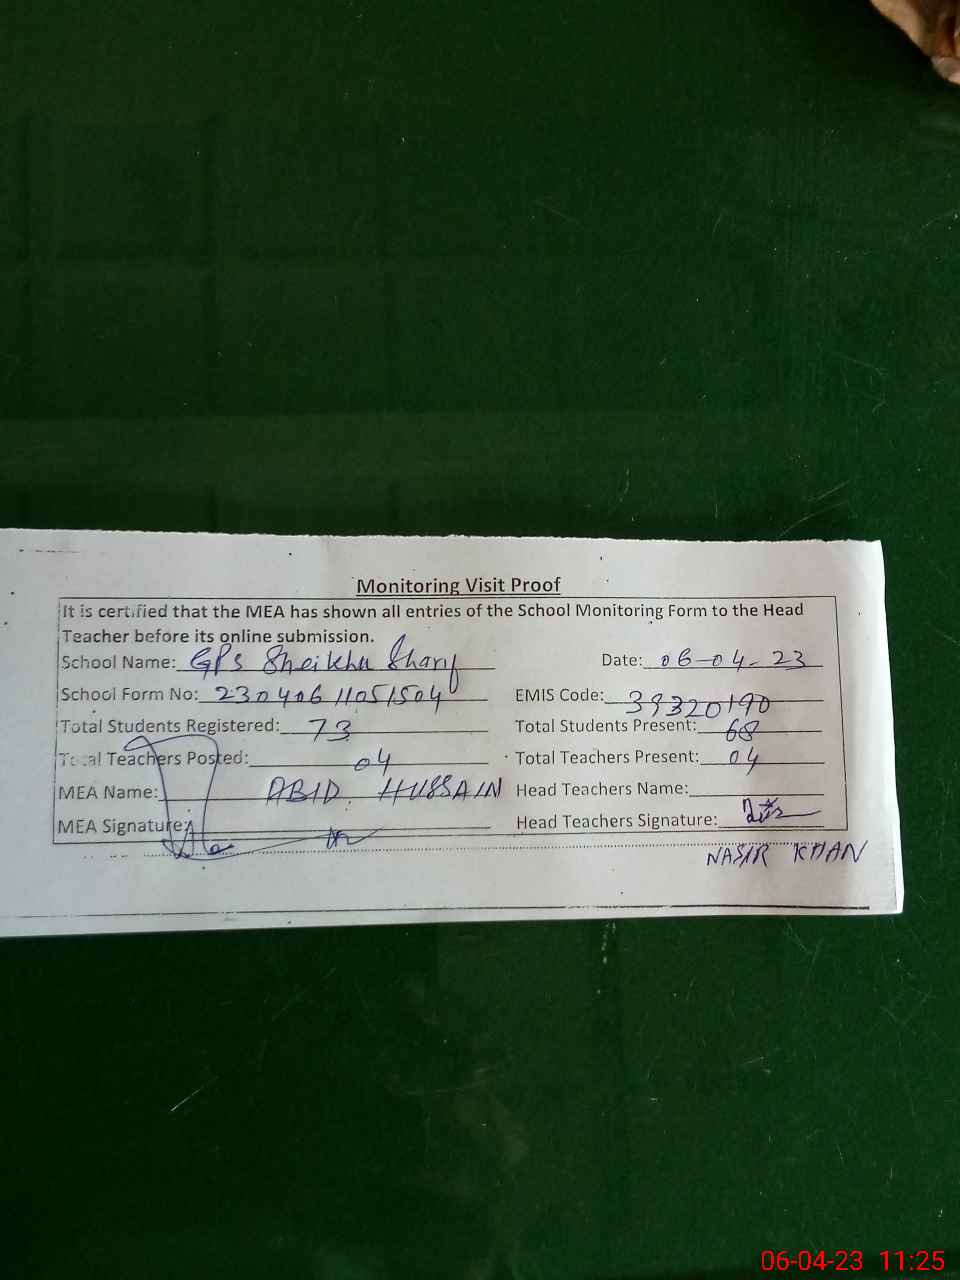 Monitoring Visit Proof
It is certified that the MEA has shown all entries of the School Monitoring Form to the Head
Teacher before its online submission.
School Name: GPS Sheikhu Sharif Date: 06-04-23
School Form No: 23040611051504 EMIS Code: 39320190
Total Students Registered: 73 Total Students Present: 68
Total Teachers Posted: 04 Total Teachers Present: 04
MEA Name: ABID HUSSAIN Head Teachers Name:
MEA Signature: Head Teachers Signature:
NASIR KHAN
06-04-23 11:25